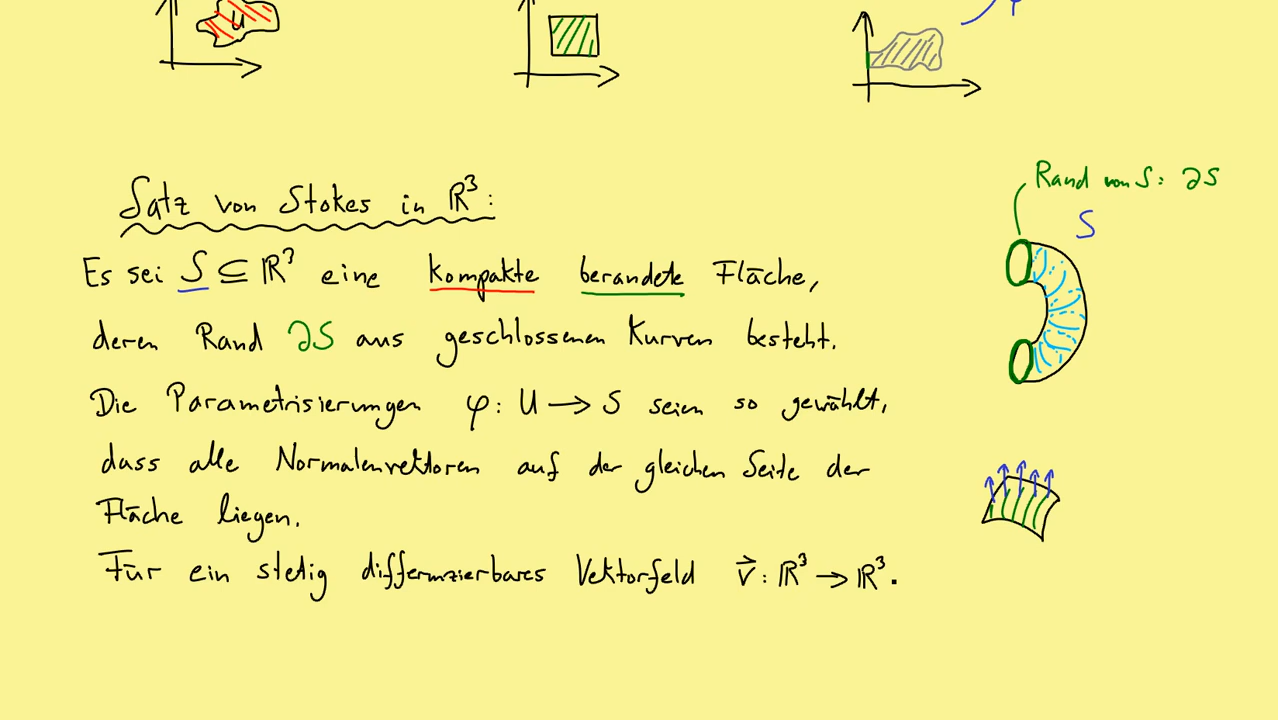 U
φ
Satz von Stokes in ℝ³:
Rand von S: ∂S
S
Es sei S ⊆ ℝ³ eine kompakte berandete Fläche,
deren Rand ∂S aus geschlossenen Kurven besteht.
Die Parametrisierungen φ: U → S seien so gewählt,
dass alle Normalenvektoren auf der gleichen Seite der
Fläche liegen.
Für ein stetig differenzierbares Vektorfeld v⃗: ℝ³ → ℝ³.